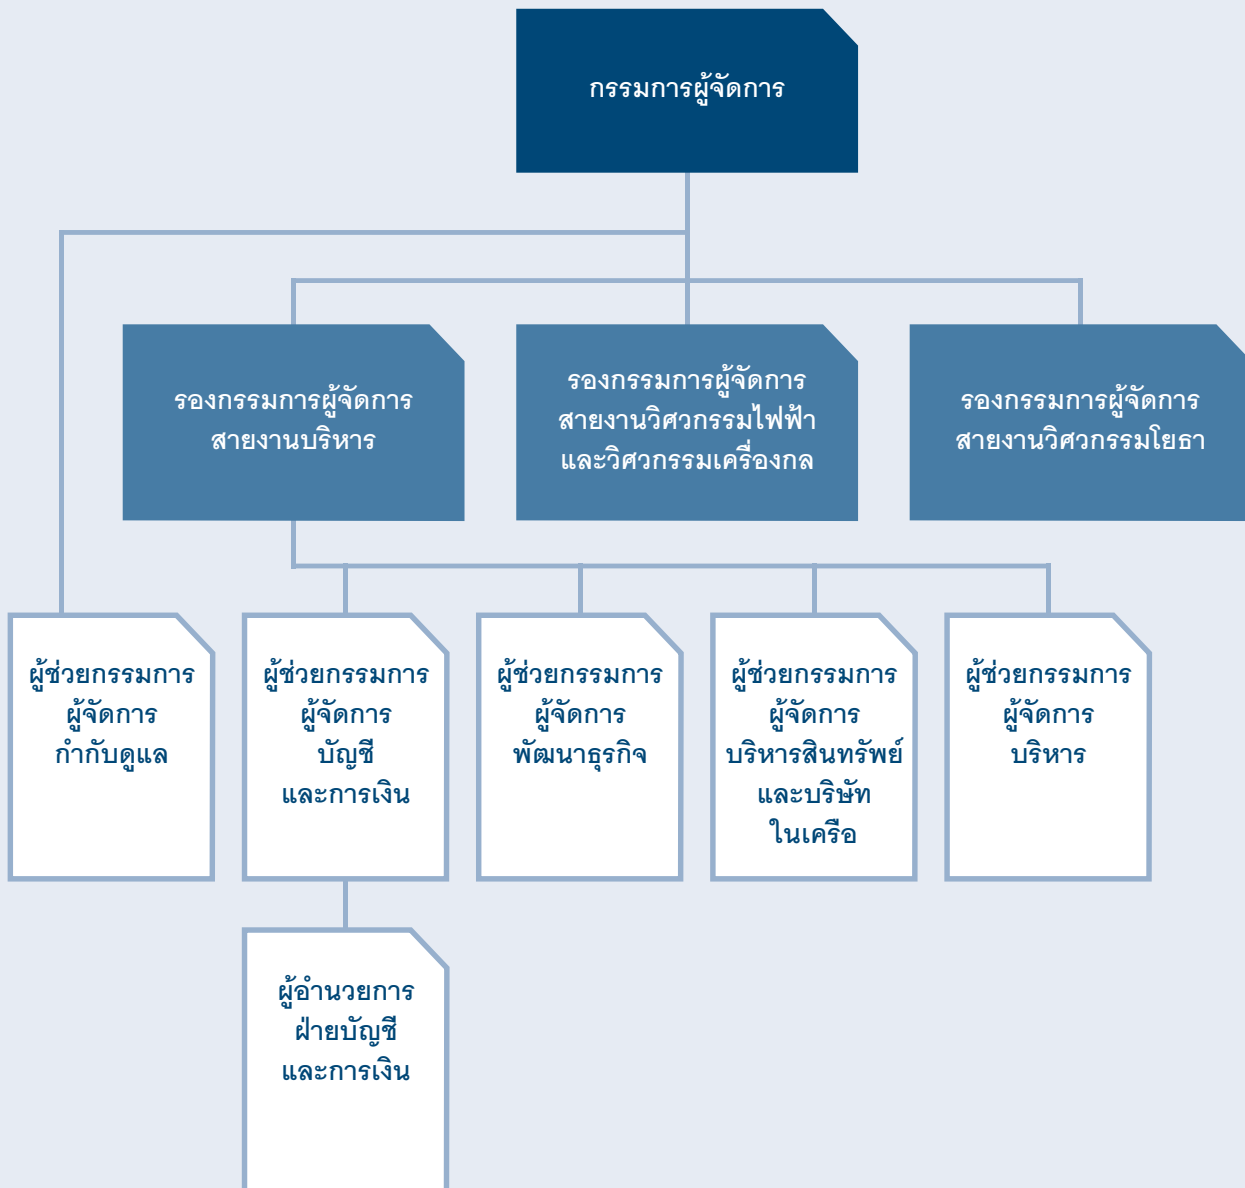 กรรมการผู้จัดการ
รองกรรมการผู้จัดการ
สายงานบริหาร
รองกรรมการผู้จัดการ
สายงานวิศวกรรมไฟฟ้า
และวิศวกรรมเครื่องกล
รองกรรมการผู้จัดการ
สายงานวิศวกรรมโยธา
ผู้ช่วยกรรมการ
ผู้จัดการ
กำกับดูแล
ผู้ช่วยกรรมการ
ผู้จัดการ
บัญชี
และการเงิน
ผู้ช่วยกรรมการ
ผู้จัดการ
พัฒนาธุรกิจ
ผู้ช่วยกรรมการ
ผู้จัดการ
บริหารสินทรัพย์
และบริษัท
ในเครือ
ผู้ช่วยกรรมการ
ผู้จัดการ
บริหาร
ผู้อำนวยการ
ฝ่ายบัญชี
และการเงิน